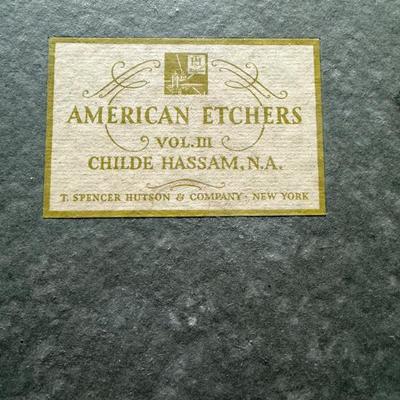 AMERICAN ETCHERS
VOL. III
CHILDE HASSAM, N.A.
T. SPENCER HUTSON & COMPANY · NEW YORK